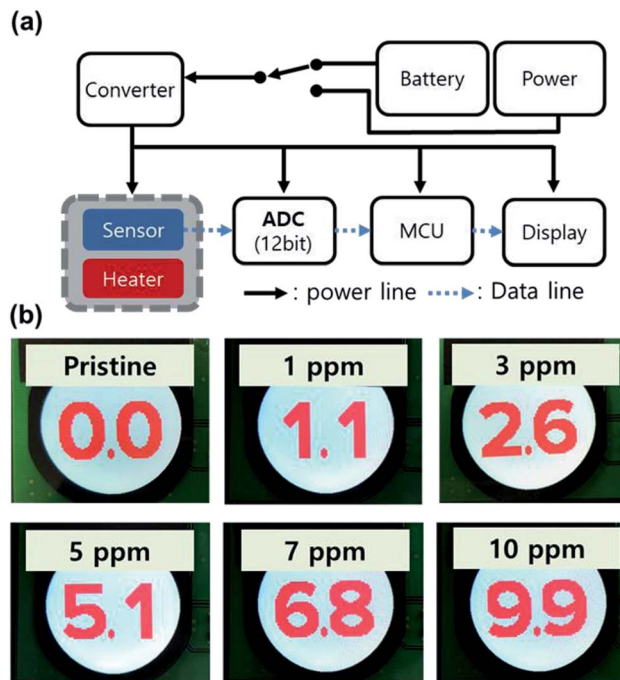 (a)
Converter
Battery
Power
Sensor
Heater
ADC
(12bit)
MCU
Display
: power line
: Data line
(b)
Pristine
1 ppm
3 ppm
0.0
1.1
2.6
5 ppm
7 ppm
10 ppm
5.1
6.8
9.9